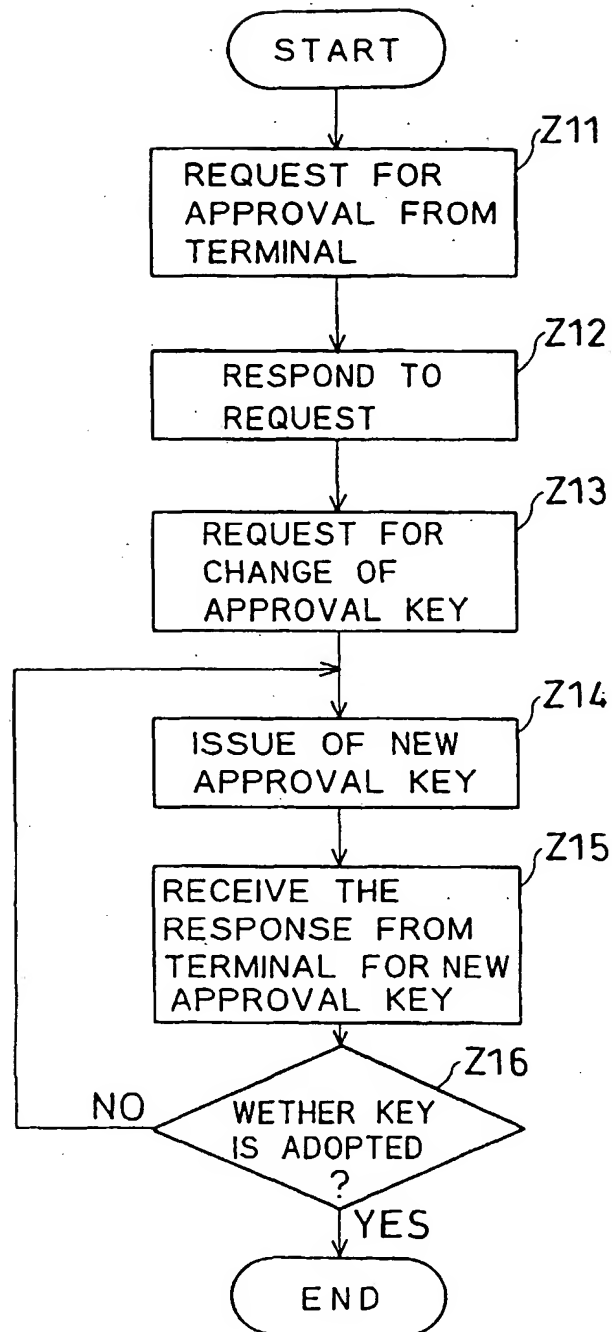 START
Z11
REQUEST FOR
APPROVAL FROM
TERMINAL
Z12
RESPOND TO
REQUEST
Z13
REQUEST FOR
CHANGE OF
APPROVAL KEY
Z14
ISSUE OF NEW
APPROVAL KEY
Z15
RECEIVE THE
RESPONSE FROM
TERMINAL FOR NEW
APPROVAL KEY
Z16
NO
WETHER KEY
IS ADOPTED
?
YES
END